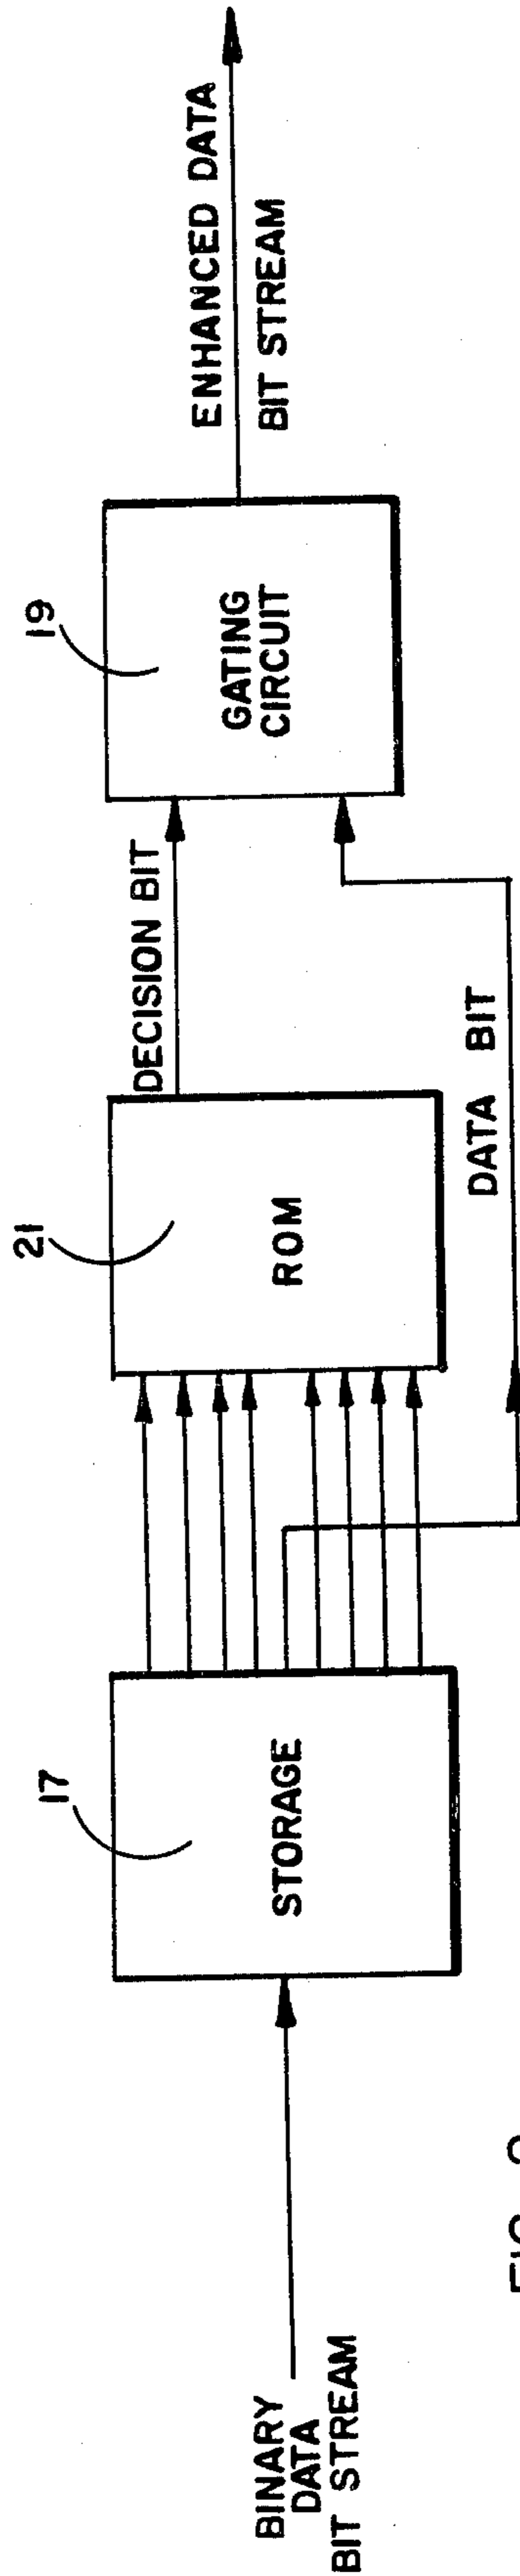 BINARY
DATA
BIT STREAM
17
STORAGE
21
ROM
DECISION BIT
DATA BIT
19
GATING
CIRCUIT
ENHANCED DATA
BIT STREAM